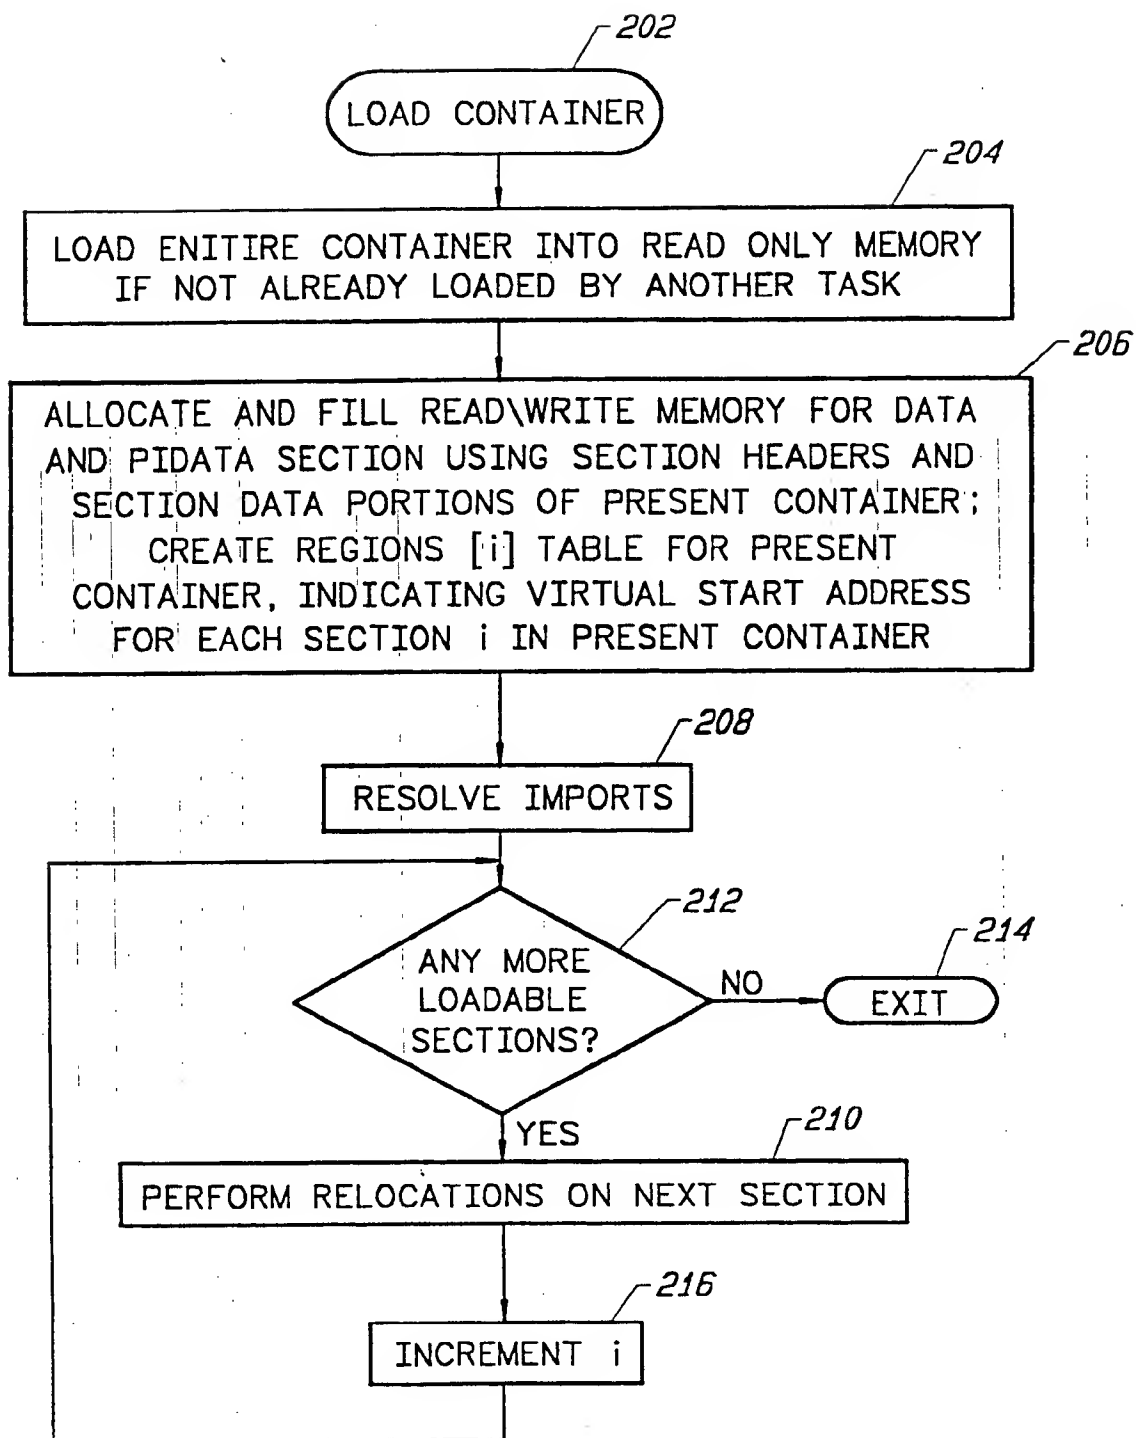 202
LOAD CONTAINER
204
LOAD ENITIRE CONTAINER INTO READ ONLY MEMORY
IF NOT ALREADY LOADED BY ANOTHER TASK
206
ALLOCATE AND FILL READ\WRITE MEMORY FOR DATA
AND PIDATA SECTION USING SECTION HEADERS AND
SECTION DATA PORTIONS OF PRESENT CONTAINER;
CREATE REGIONS [i] TABLE FOR PRESENT
CONTAINER, INDICATING VIRTUAL START ADDRESS
FOR EACH SECTION i IN PRESENT CONTAINER
208
RESOLVE IMPORTS
212
ANY MORE
LOADABLE
SECTIONS?
NO
214
EXIT
YES
210
PERFORM RELOCATIONS ON NEXT SECTION
216
INCREMENT i